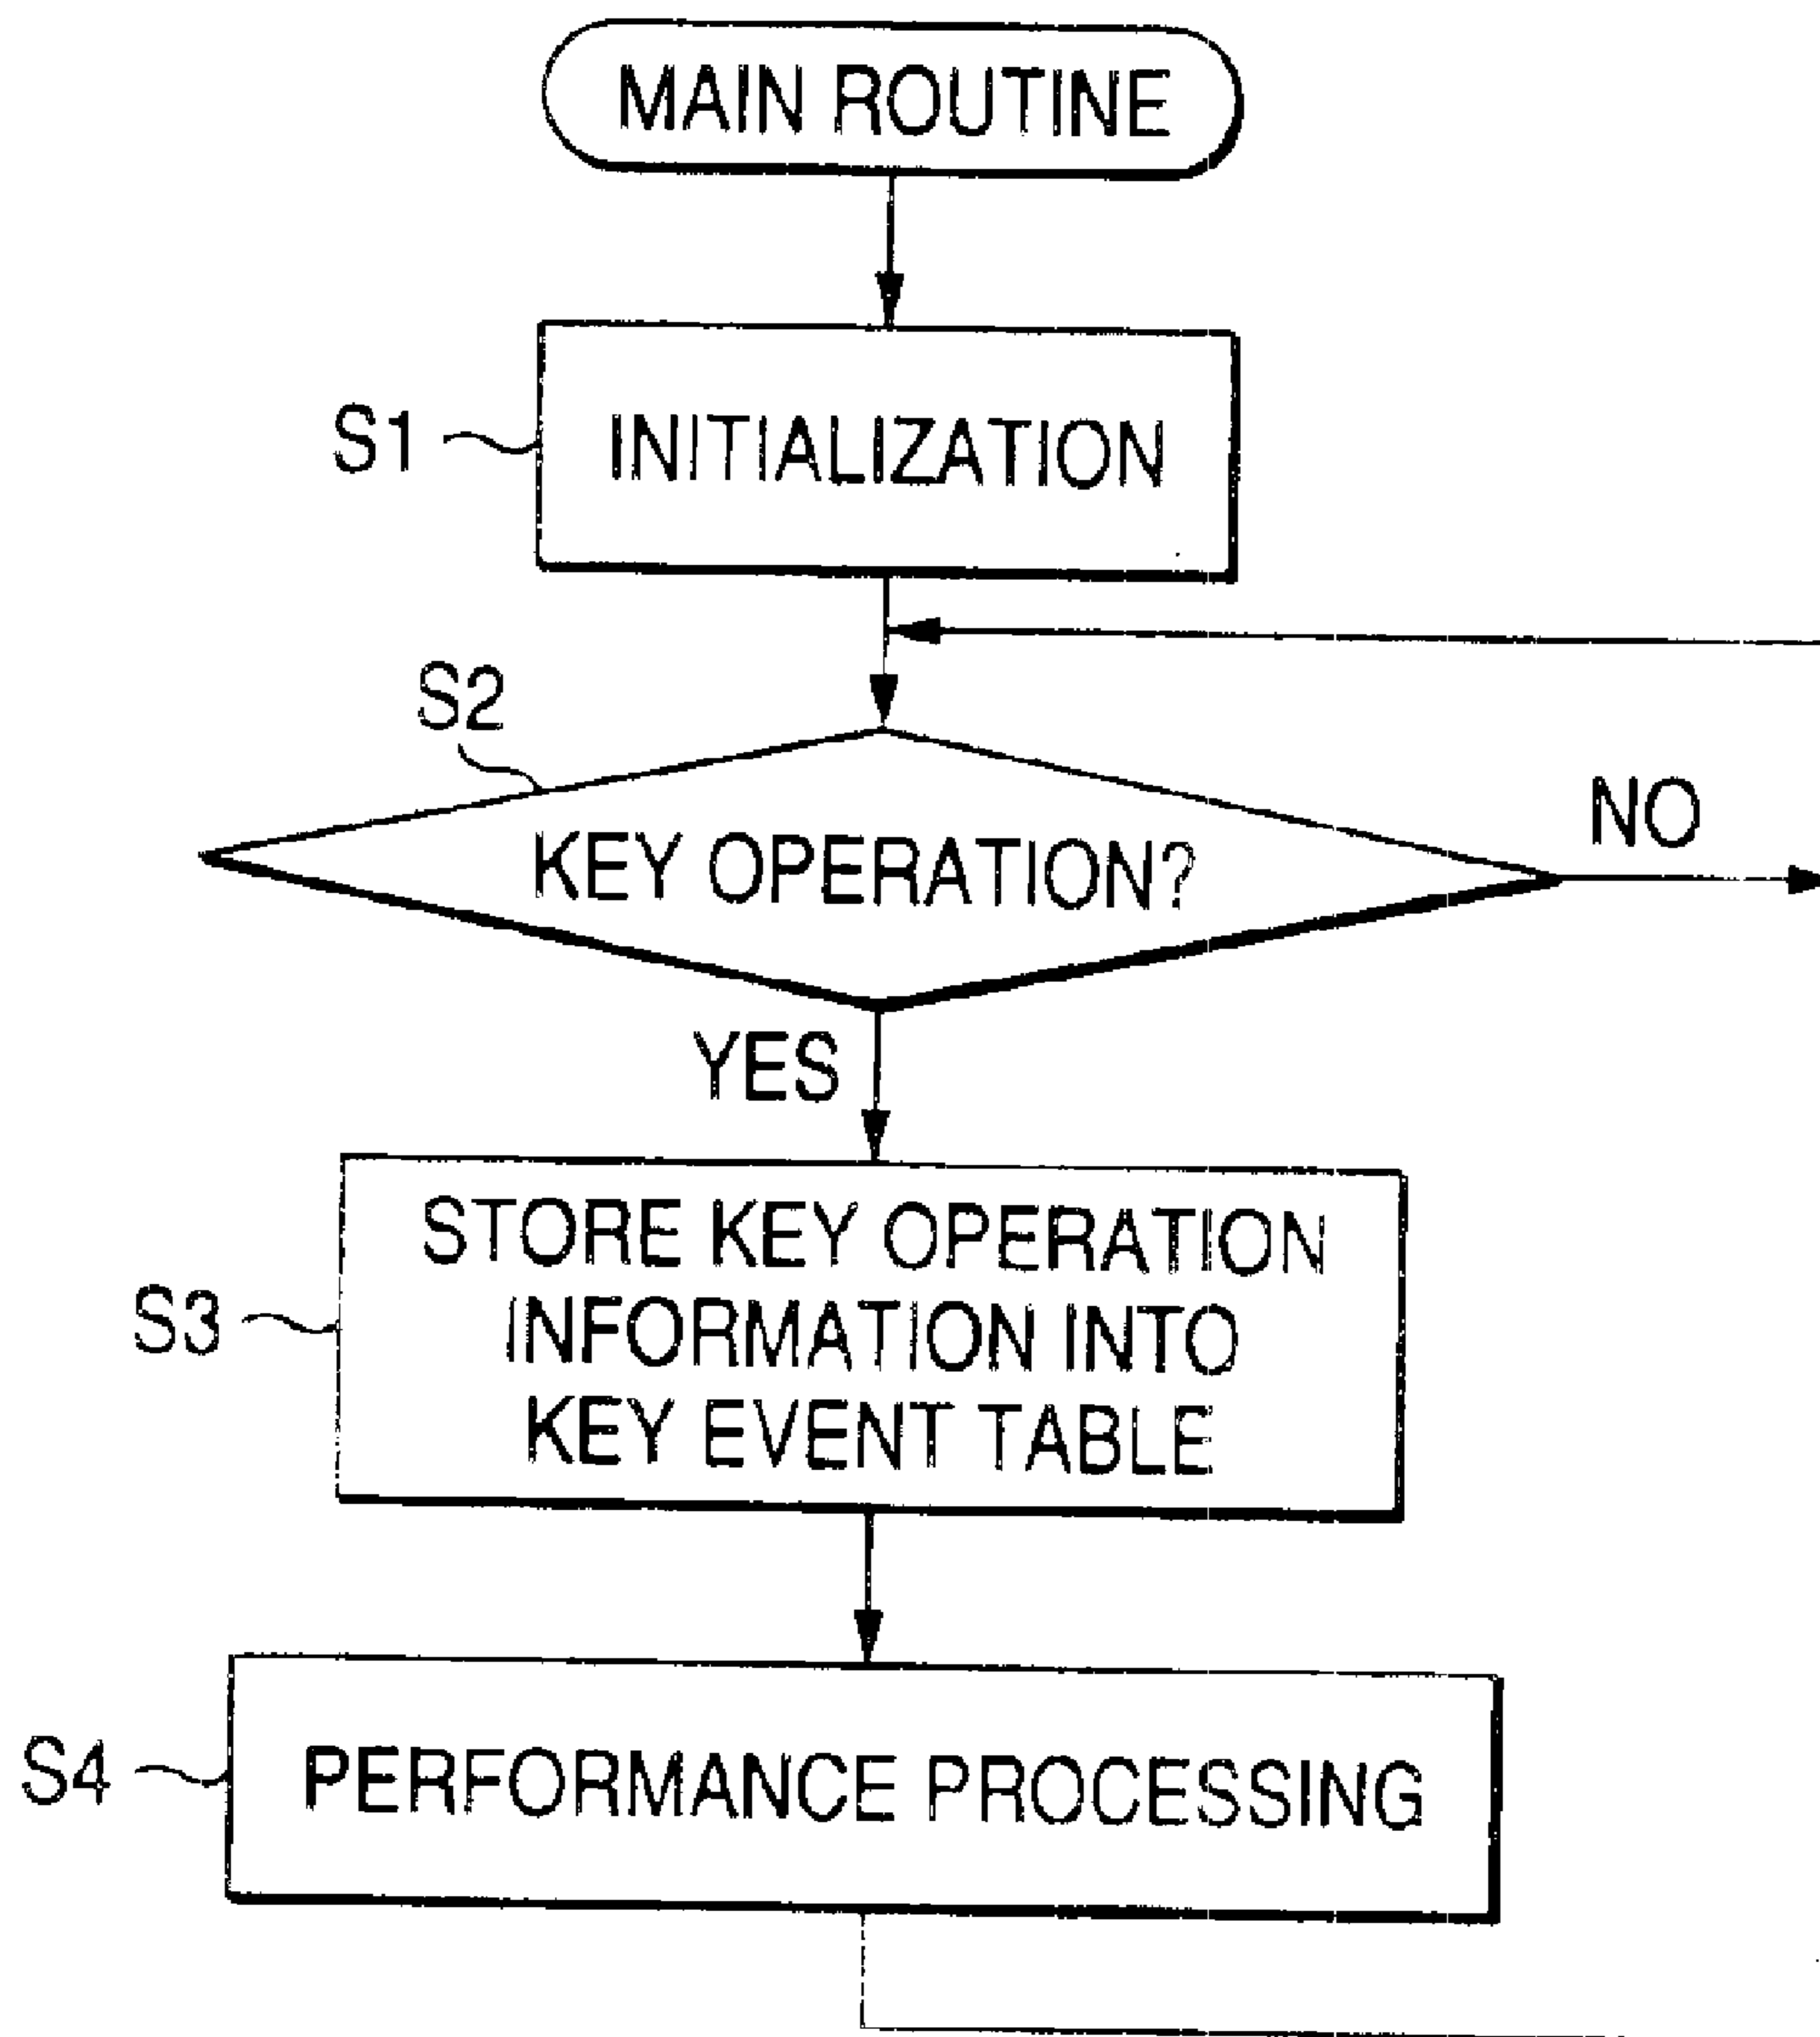 MAIN ROUTINE
S1
INITIALIZATION
S2
KEY OPERATION?
NO
YES
S3
STORE KEY OPERATION
INFORMATION INTO
KEY EVENT TABLE
S4
PERFORMANCE PROCESSING